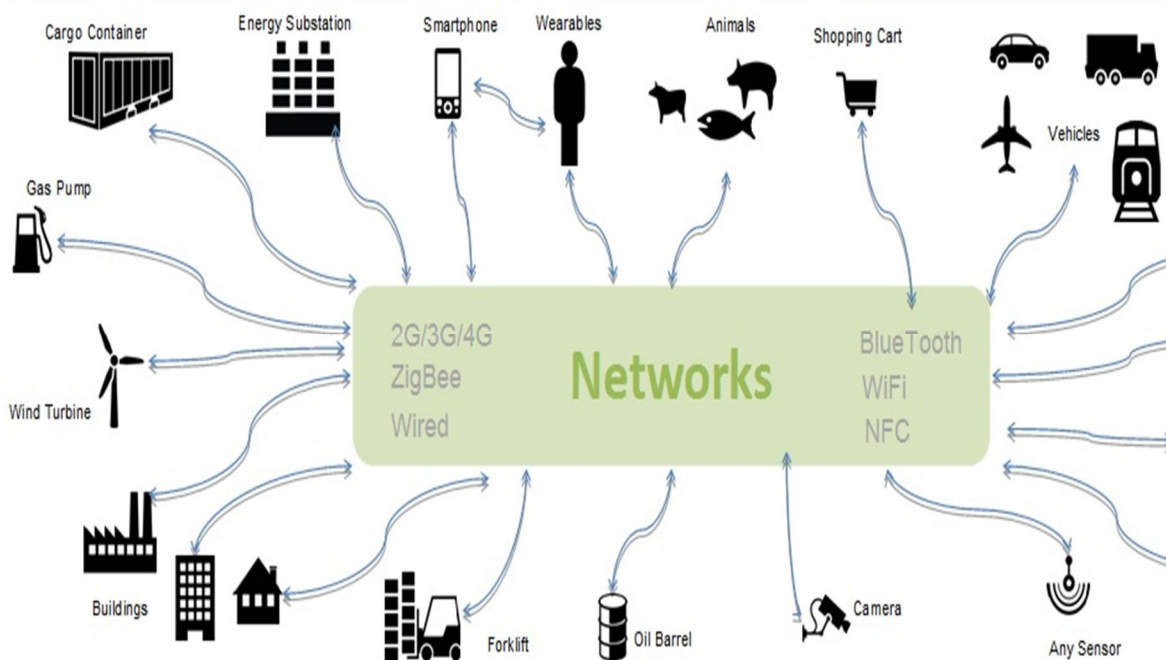 Cargo Container
Energy Substation
Smartphone
Wearables
Animals
Shopping Cart
Vehicles
Gas Pump
Wind Turbine
2G/3G/4G
ZigBee
Wired
Networks
BlueTooth
WiFi
NFC
Buildings
Forklift
Oil Barrel
Camera
Any Sensor